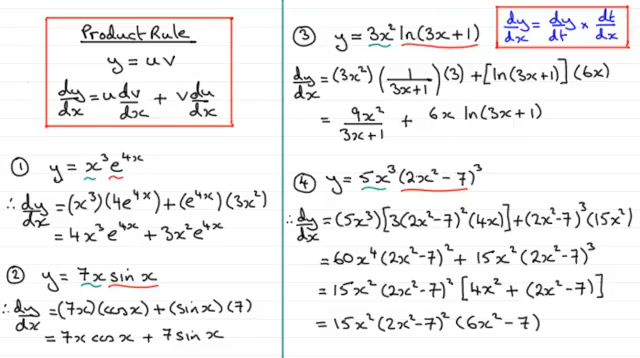 Product Rule
y = uv
dy/dx = u dv/dx + v du/dx
① y = x³e⁴ˣ
∴ dy/dx = (x³)(4e⁴ˣ) + (e⁴ˣ)(3x²)
= 4x³e⁴ˣ + 3x²e⁴ˣ
② y = 7x sin x
∴ dy/dx = (7x)(cos x) + (sin x)(7)
= 7x cos x + 7 sin x
③ y = 3x² ln(3x+1)
dy/dx = dy/dt × dt/dx
dy/dx = (3x²)(1/(3x+1))(3) + [ln(3x+1)](6x)
= 9x²/(3x+1) + 6x ln(3x+1)
④ y = 5x³(2x²-7)³
∴ dy/dx = (5x³)[3(2x²-7)²(4x)] + (2x²-7)³(15x²)
= 60x⁴(2x²-7)² + 15x²(2x²-7)³
= 15x²(2x²-7)²[4x² + (2x²-7)]
= 15x²(2x²-7)²(6x²-7)